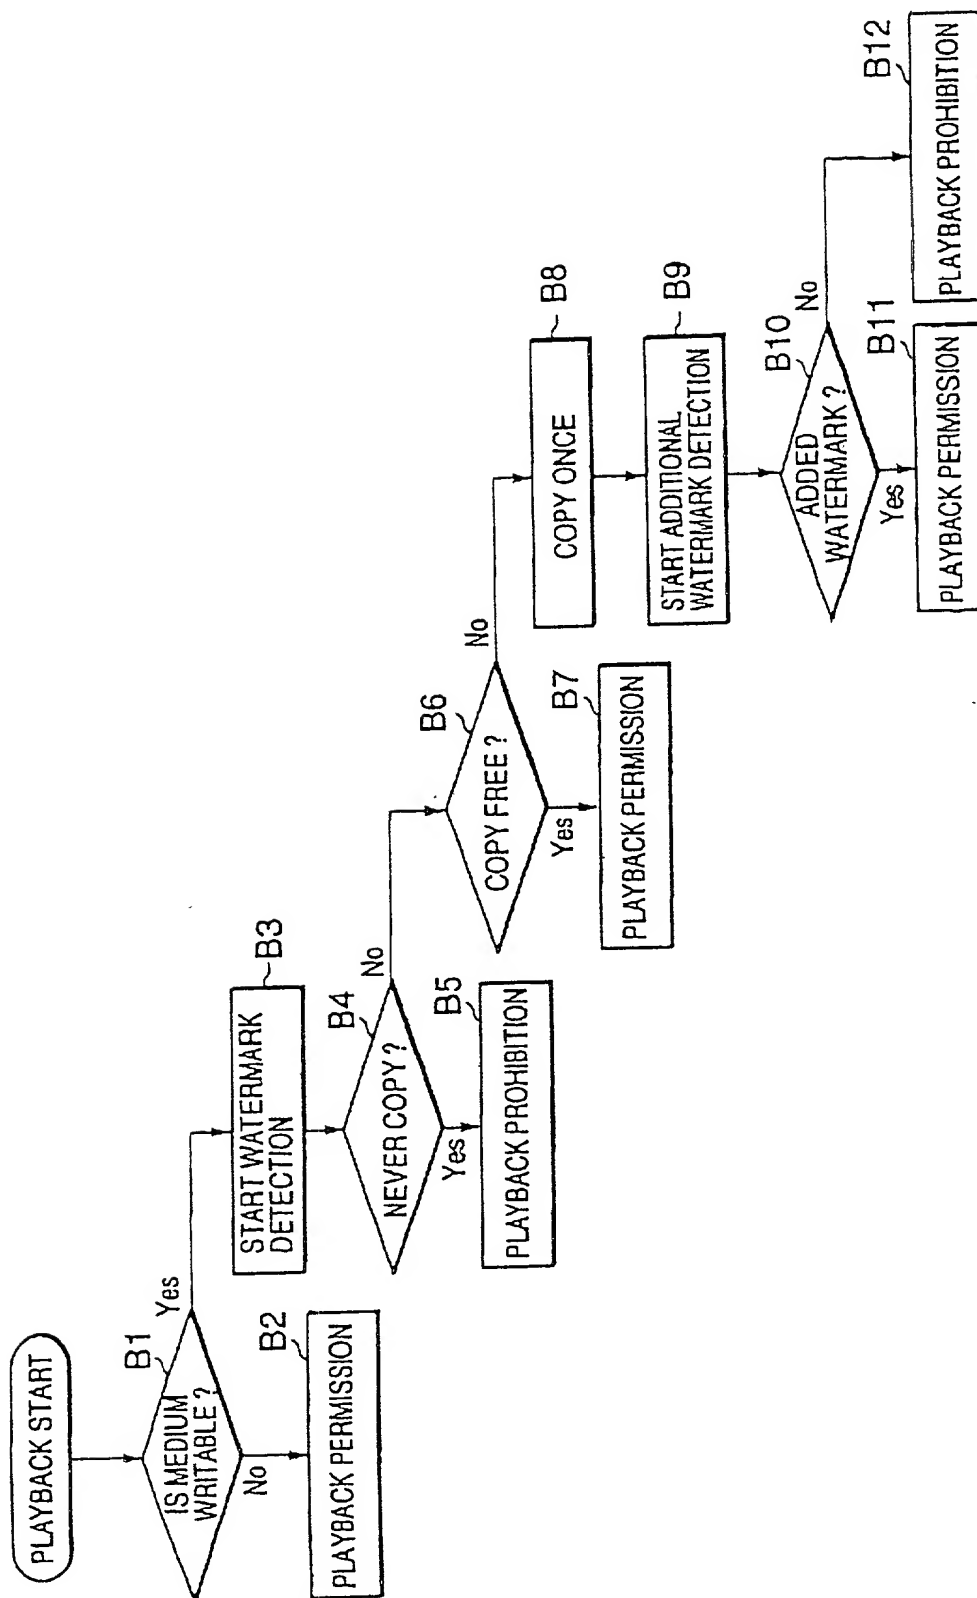 PLAYBACK START
B1
IS MEDIUM
WRITABLE ?
Yes
No
B2
PLAYBACK PERMISSION
B3
START WATERMARK
DETECTION
B4
NEVER COPY ?
No
Yes
B5
PLAYBACK PROHIBITION
B6
COPY FREE ?
No
Yes
B7
PLAYBACK PERMISSION
B8
COPY ONCE
B9
START ADDITIONAL
WATERMARK DETECTION
B10
ADDED
WATERMARK ?
No
Yes
B11
PLAYBACK PERMISSION
B12
PLAYBACK PROHIBITION